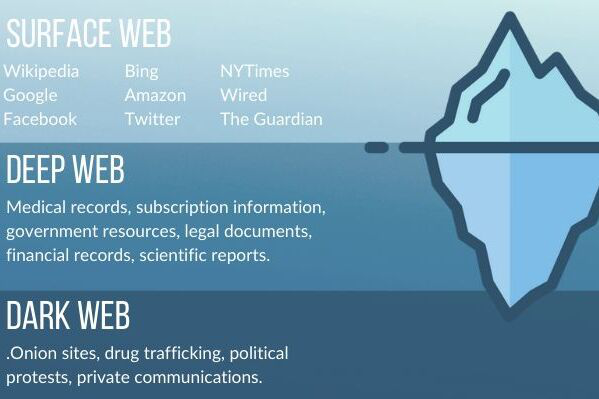 SURFACE WEB
Wikipedia Bing NYTimes
Google Amazon Wired
Facebook Twitter The Guardian
DEEP WEB
Medical records, subscription information,
government resources, legal documents,
financial records, scientific reports.
DARK WEB
.Onion sites, drug trafficking, political
protests, private communications.